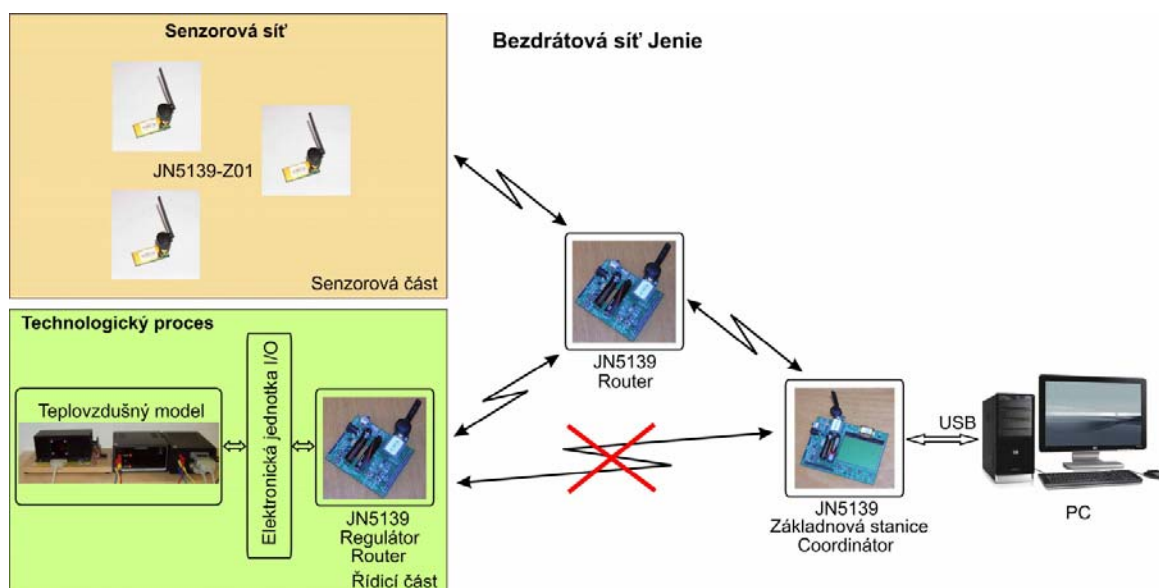 Senzorová síť
Bezdrátová síť Jenie
JN5139-Z01
Senzorová část
Technologický proces
Teplovzdušný model
Elektronická jednotka I/O
JN5139
Regulátor
Router
Řídicí část
JN5139
Router
JN5139
Základnová stanice
Coordinátor
USB
PC